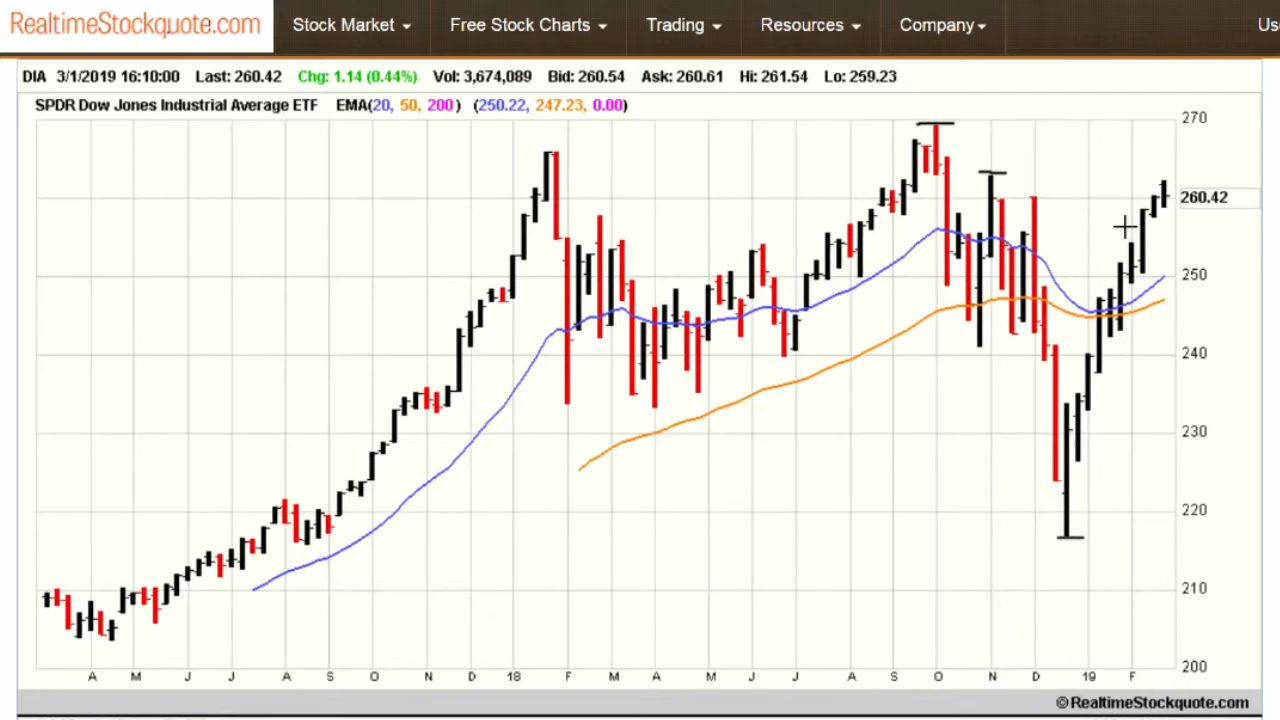 RealtimeStockquote.com Stock Market Free Stock Charts Trading Resources Company Us
DIA 3/1/2019 16:10:00 Last: 260.42 Chg: 1.14 (0.44%) Vol: 3,674,089 Bid: 260.54 Ask: 260.61 Hi: 261.54 Lo: 259.23
SPDR Dow Jones Industrial Average ETF EMA(20, 50, 200) (250.22, 247.23, 0.00)
270
260.42
250
240
230
220
210
200
A M J J A S O N D 18 F M A M J J A S O N D 19 F
© RealtimeStockquote.com